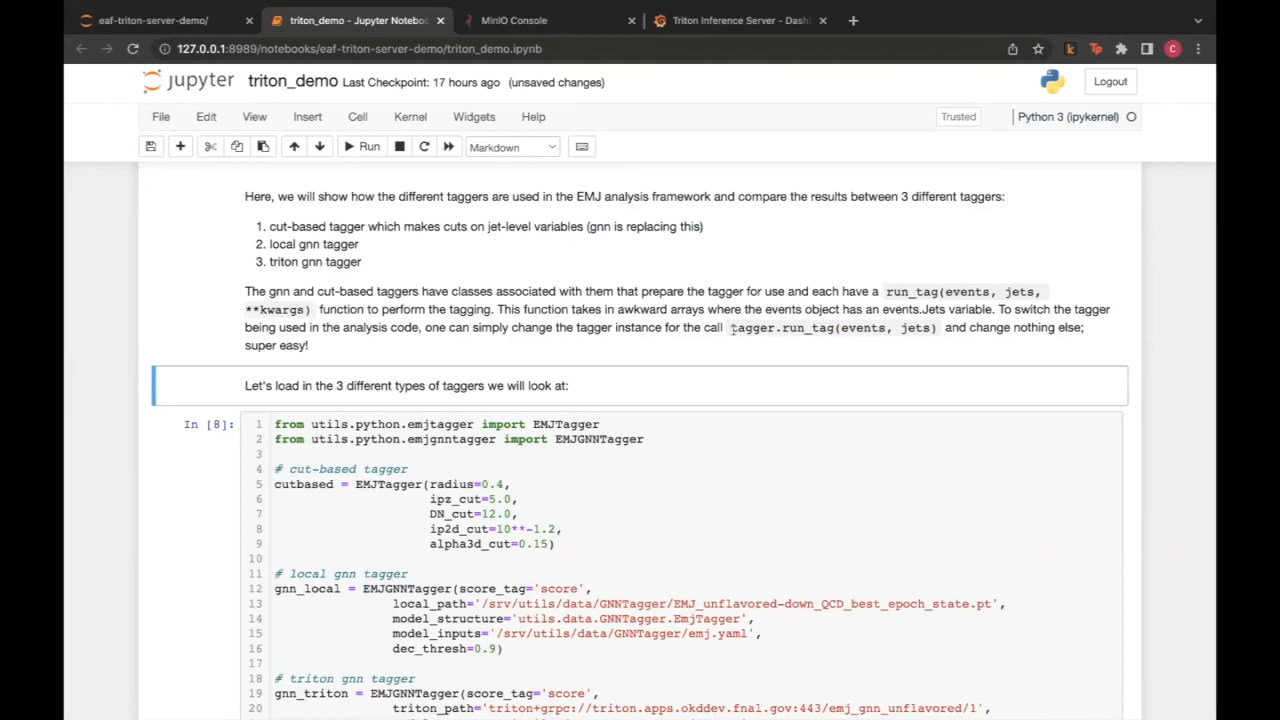 eaf-triton-server-demo/
triton_demo - Jupyter Noteboo
MinIO Console
Triton Inference Server - Dash
127.0.0.1:8989/notebooks/eaf-triton-server-demo/triton_demo.ipynb
jupyter triton_demo Last Checkpoint: 17 hours ago (unsaved changes)
Logout
File Edit View Insert Cell Kernel Widgets Help
Trusted
Python 3 (ipykernel)
Run
Markdown
Here, we will show how the different taggers are used in the EMJ analysis framework and compare the results between 3 different taggers:
1. cut-based tagger which makes cuts on jet-level variables (gnn is replacing this)
2. local gnn tagger
3. triton gnn tagger
The gnn and cut-based taggers have classes associated with them that prepare the tagger for use and each have a run_tag(events, jets,
**kwargs) function to perform the tagging. This function takes in awkward arrays where the events object has an events.Jets variable. To switch the tagger
being used in the analysis code, one can simply change the tagger instance for the call tagger.run_tag(events, jets) and change nothing else;
super easy!
Let's load in the 3 different types of taggers we will look at:
In [8]:
1 from utils.python.emjtagger import EMJTagger
2 from utils.python.emjgnntagger import EMJGNNTagger
3
4 # cut-based tagger
5 cutbased = EMJTagger(radius=0.4,
6 ipz_cut=5.0,
7 DN_cut=12.0,
8 ip2d_cut=10**-1.2,
9 alpha3d_cut=0.15)
10
11 # local gnn tagger
12 gnn_local = EMJGNNTagger(score_tag='score',
13 local_path='/srv/utils/data/GNNTagger/EMJ_unflavored-down_QCD_best_epoch_state.pt',
14 model_structure='utils.data.GNNTagger.EmjTagger',
15 model_inputs='/srv/utils/data/GNNTagger/emj.yaml',
16 dec_thresh=0.9)
17
18 # triton gnn tagger
19 gnn_triton = EMJGNNTagger(score_tag='score',
20 triton_path='triton+grpc://triton.apps.okddev.fnal.gov:443/emj_gnn_unflavored/1',